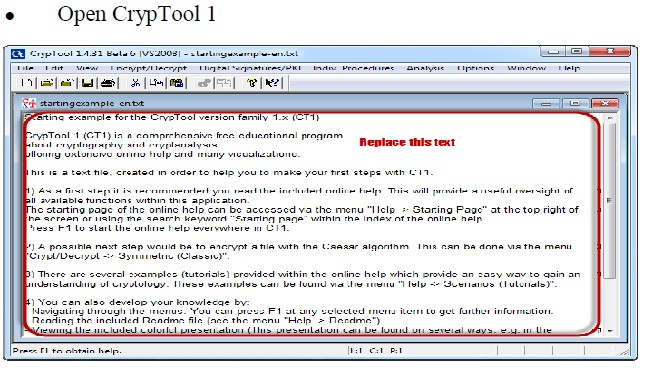 • Open CrypTool 1
CrypTool 1.4.31 Beta 6 [VS2008] - startingexample-en.txt
File Edit View Encrypt/Decrypt Digital Signatures/PKI Indiv. Procedures Analysis Options Window Help
startingexample-en.txt
Starting example for the CrypTool version family 1.x (CT1)
CrypTool 1 (CT1) is a comprehensive free educational program
Replace this text
about cryptography and cryptanalysis
offering extensive online help and many visualizations.
This is a text file, created in order to help you to make your first steps with CT1.
1) As a first step it is recommended you read the included online help. This will provide a useful oversight of
all available functions within this application.
The starting page of the online help can be accessed via the menu "Help -> Starting Page" at the top right of
the screen or using the search keyword "Starting page" within the index of the online help.
Press F1 to start the online help everywhere in CT1.
2) A possible next step would be to encrypt a file with the Caesar algorithm. This can be done via the menu
"Crypt/Decrypt -> Symmetric (Classic)".
3) There are several examples (tutorials) provided within the online help which provide an easy way to gain an
understanding of cryptology. These examples can be found via the menu "Help -> Scenarios (Tutorials)".
4) You can also develop your knowledge by:
- Navigating through the menus. You can press F1 at any selected menu item to get further information.
- Reading the included Readme file (see the menu "Help -> Readme")
- Viewing the included colorful presentation (This presentation can be found on several ways: e.g. in the
Press F1 to obtain help.
L:1 C:1 P:1